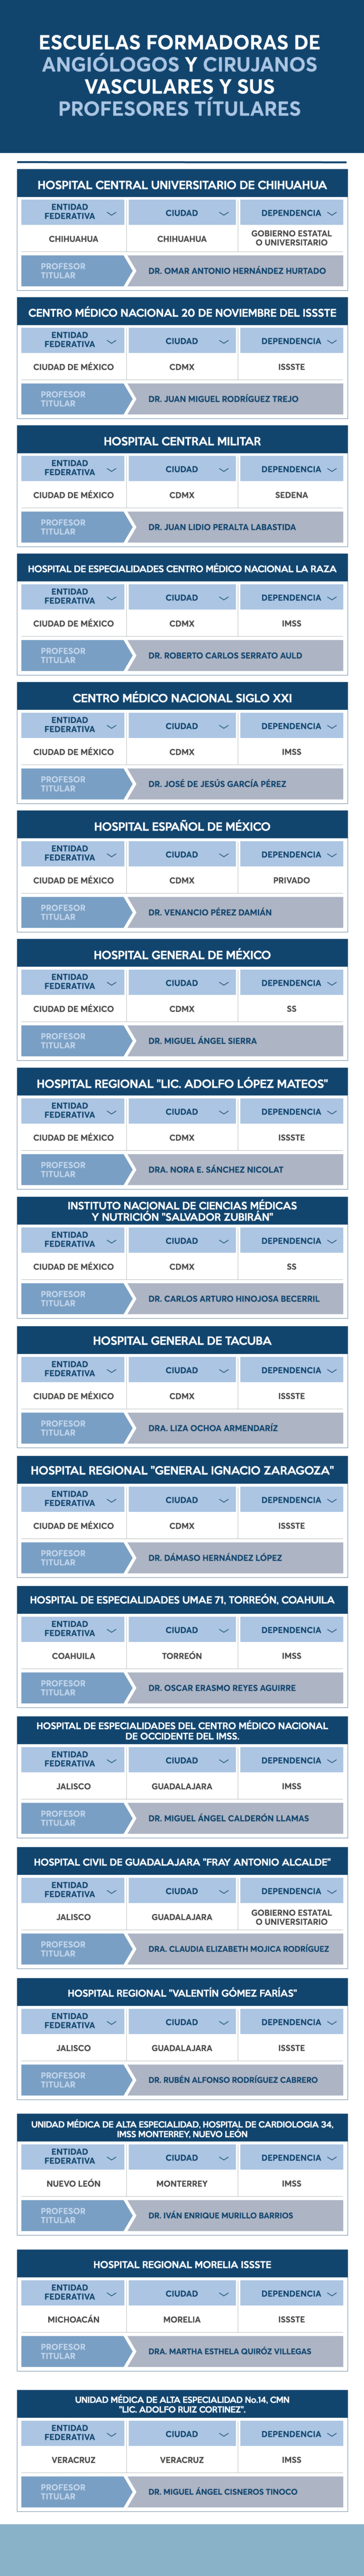 ESCUELAS FORMADORAS DE
ANGIÓLOGOS Y CIRUJANOS
VASCULARES Y SUS
PROFESORES TÍTULARES
HOSPITAL CENTRAL UNIVERSITARIO DE CHIHUAHUA
ENTIDAD
FEDERATIVA
CIUDAD
DEPENDENCIA
CHIHUAHUA
CHIHUAHUA
GOBIERNO ESTATAL
O UNIVERSITARIO
PROFESOR
TITULAR
DR. OMAR ANTONIO HERNÁNDEZ HURTADO
CENTRO MÉDICO NACIONAL 20 DE NOVIEMBRE DEL ISSSTE
ENTIDAD
FEDERATIVA
CIUDAD
DEPENDENCIA
CIUDAD DE MÉXICO
CDMX
ISSSTE
PROFESOR
TITULAR
DR. JUAN MIGUEL RODRÍGUEZ TREJO
HOSPITAL CENTRAL MILITAR
ENTIDAD
FEDERATIVA
CIUDAD
DEPENDENCIA
CIUDAD DE MÉXICO
CDMX
SEDENA
PROFESOR
TITULAR
DR. JUAN LIDIO PERALTA LABASTIDA
HOSPITAL DE ESPECIALIDADES CENTRO MÉDICO NACIONAL LA RAZA
ENTIDAD
FEDERATIVA
CIUDAD
DEPENDENCIA
CIUDAD DE MÉXICO
CDMX
IMSS
PROFESOR
TITULAR
DR. ROBERTO CARLOS SERRATO AULD
CENTRO MÉDICO NACIONAL SIGLO XXI
ENTIDAD
FEDERATIVA
CIUDAD
DEPENDENCIA
CIUDAD DE MÉXICO
CDMX
IMSS
PROFESOR
TITULAR
DR. JOSÉ DE JESÚS GARCÍA PÉREZ
HOSPITAL ESPAÑOL DE MÉXICO
ENTIDAD
FEDERATIVA
CIUDAD
DEPENDENCIA
CIUDAD DE MÉXICO
CDMX
PRIVADO
PROFESOR
TITULAR
DR. VENANCIO PÉREZ DAMIÁN
HOSPITAL GENERAL DE MÉXICO
ENTIDAD
FEDERATIVA
CIUDAD
DEPENDENCIA
CIUDAD DE MÉXICO
CDMX
SS
PROFESOR
TITULAR
DR. MIGUEL ÁNGEL SIERRA
HOSPITAL REGIONAL "LIC. ADOLFO LÓPEZ MATEOS"
ENTIDAD
FEDERATIVA
CIUDAD
DEPENDENCIA
CIUDAD DE MÉXICO
CDMX
ISSSTE
PROFESOR
TITULAR
DRA. NORA E. SÁNCHEZ NICOLAT
INSTITUTO NACIONAL DE CIENCIAS MÉDICAS
Y NUTRICIÓN "SALVADOR ZUBIRÁN"
ENTIDAD
FEDERATIVA
CIUDAD
DEPENDENCIA
CIUDAD DE MÉXICO
CDMX
SS
PROFESOR
TITULAR
DR. CARLOS ARTURO HINOJOSA BECERRIL
HOSPITAL GENERAL DE TACUBA
ENTIDAD
FEDERATIVA
CIUDAD
DEPENDENCIA
CIUDAD DE MÉXICO
CDMX
ISSSTE
PROFESOR
TITULAR
DRA. LIZA OCHOA ARMENDARÍZ
HOSPITAL REGIONAL "GENERAL IGNACIO ZARAGOZA"
ENTIDAD
FEDERATIVA
CIUDAD
DEPENDENCIA
CIUDAD DE MÉXICO
CDMX
ISSSTE
PROFESOR
TITULAR
DR. DÁMASO HERNÁNDEZ LÓPEZ
HOSPITAL DE ESPECIALIDADES UMAE 71, TORREÓN, COAHUILA
ENTIDAD
FEDERATIVA
CIUDAD
DEPENDENCIA
COAHUILA
TORREÓN
IMSS
PROFESOR
TITULAR
DR. OSCAR ERASMO REYES AGUIRRE
HOSPITAL DE ESPECIALIDADES DEL CENTRO MÉDICO NACIONAL
DE OCCIDENTE DEL IMSS.
ENTIDAD
FEDERATIVA
CIUDAD
DEPENDENCIA
JALISCO
GUADALAJARA
IMSS
PROFESOR
TITULAR
DR. MIGUEL ÁNGEL CALDERÓN LLAMAS
HOSPITAL CIVIL DE GUADALAJARA "FRAY ANTONIO ALCALDE"
ENTIDAD
FEDERATIVA
CIUDAD
DEPENDENCIA
JALISCO
GUADALAJARA
GOBIERNO ESTATAL
O UNIVERSITARIO
PROFESOR
TITULAR
DRA. CLAUDIA ELIZABETH MOJICA RODRÍGUEZ
HOSPITAL REGIONAL "VALENTÍN GÓMEZ FARÍAS"
ENTIDAD
FEDERATIVA
CIUDAD
DEPENDENCIA
JALISCO
GUADALAJARA
ISSSTE
PROFESOR
TITULAR
DR. RUBÉN ALFONSO RODRÍGUEZ CABRERO
UNIDAD MÉDICA DE ALTA ESPECIALIDAD, HOSPITAL DE CARDIOLOGIA 34,
IMSS MONTERREY, NUEVO LEÓN
ENTIDAD
FEDERATIVA
CIUDAD
DEPENDENCIA
NUEVO LEÓN
MONTERREY
IMSS
PROFESOR
TITULAR
DR. IVÁN ENRIQUE MURILLO BARRIOS
HOSPITAL REGIONAL MORELIA ISSSTE
ENTIDAD
FEDERATIVA
CIUDAD
DEPENDENCIA
MICHOACÁN
MORELIA
ISSSTE
PROFESOR
TITULAR
DRA. MARTHA ESTHELA QUIRÓZ VILLEGAS
UNIDAD MÉDICA DE ALTA ESPECIALIDAD No.14, CMN
"LIC. ADOLFO RUIZ CORTINEZ".
ENTIDAD
FEDERATIVA
CIUDAD
DEPENDENCIA
VERACRUZ
VERACRUZ
IMSS
PROFESOR
TITULAR
DR. MIGUEL ÁNGEL CISNEROS TINOCO